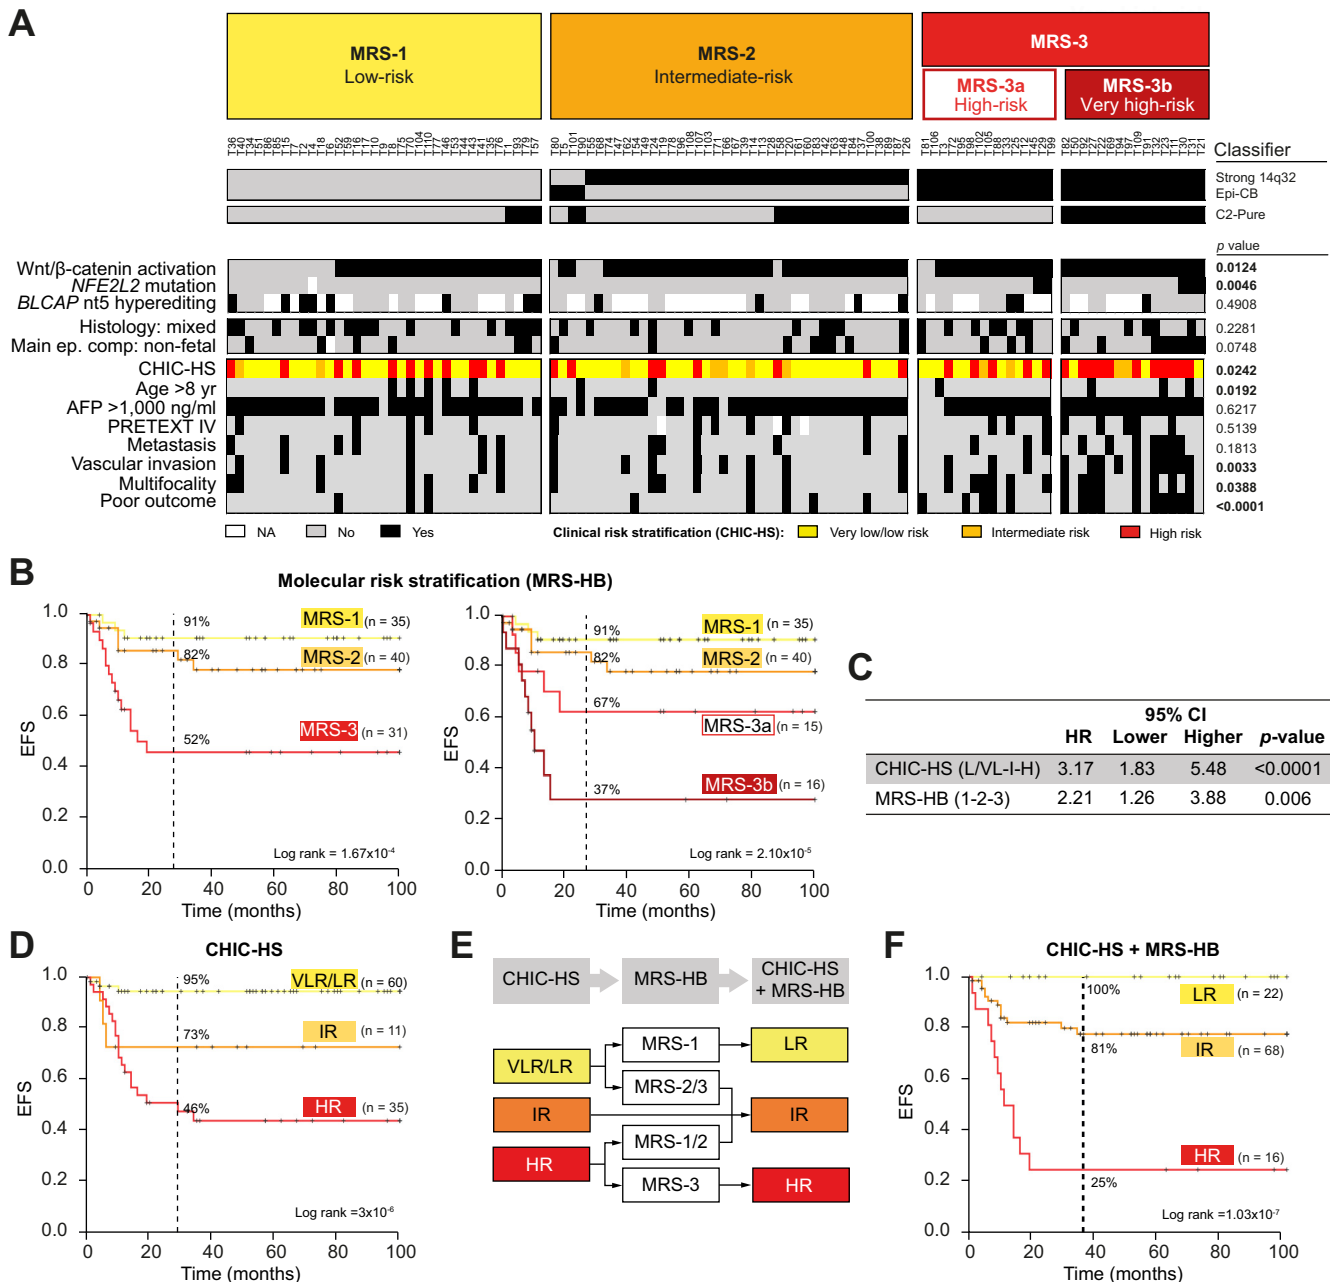 A
MRS-1
Low-risk
MRS-2
Intermediate-risk
MRS-3
MRS-3a
High-risk
MRS-3b
Very high-risk
Classifier
Strong 14q32
Epi-CB
C2-Pure
p value
Wnt/β-catenin activation 0.0124
NFE2L2 mutation 0.0046
BLCAP nt5 hyperediting 0.4908
Histology: mixed 0.2281
Main ep. comp: non-fetal 0.0748
CHIC-HS 0.0242
Age >8 yr 0.0192
AFP >1,000 ng/ml 0.6217
PRETEXT IV 0.5139
Metastasis 0.1813
Vascular invasion 0.0033
Multifocality 0.0388
Poor outcome <0.0001
NA No Yes Clinical risk stratification (CHIC-HS): Very low/low risk Intermediate risk High risk
B
Molecular risk stratification (MRS-HB)
EFS
1.0
0.8
0.6
0.4
0.2
0.0
0 20 40 60 80 100
Time (months)
91%
82%
52%
MRS-1 (n = 35)
MRS-2 (n = 40)
MRS-3 (n = 31)
Log rank = 1.67x10-4
EFS
1.0
0.8
0.6
0.4
0.2
0.0
0 20 40 60 80 100
Time (months)
91%
82%
67%
37%
MRS-1 (n = 35)
MRS-2 (n = 40)
MRS-3a (n = 15)
MRS-3b (n = 16)
Log rank = 2.10x10-5
C
95% CI
HR Lower Higher p-value
CHIC-HS (L/VL-I-H) 3.17 1.83 5.48 <0.0001
MRS-HB (1-2-3) 2.21 1.26 3.88 0.006
D
CHIC-HS
EFS
1.0
0.8
0.6
0.4
0.2
0.0
0 20 40 60 80 100
Time (months)
95%
73%
46%
VLR/LR (n = 60)
IR (n = 11)
HR (n = 35)
Log rank =3x10-6
E
CHIC-HS MRS-HB CHIC-HS
+ MRS-HB
VLR/LR
IR
HR
MRS-1
MRS-2/3
MRS-1/2
MRS-3
LR
IR
HR
F
CHIC-HS + MRS-HB
EFS
1.0
0.8
0.6
0.4
0.2
0.0
0 20 40 60 80 100
Time (months)
100%
81%
25%
LR (n = 22)
IR (n = 68)
HR (n = 16)
Log rank =1.03x10-7